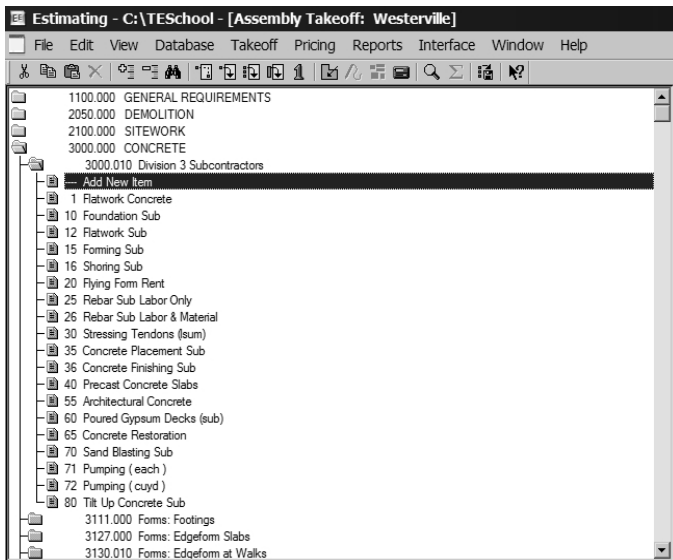 Estimating - C:\TESchool - [Assembly Takeoff: Westerville]
File Edit View Database Takeoff Pricing Reports Interface Window Help
1100.000 GENERAL REQUIREMENTS
2050.000 DEMOLITION
2100.000 SITEWORK
3000.000 CONCRETE
3000.010 Division 3 Subcontractors
--- Add New Item
1 Flatwork Concrete
10 Foundation Sub
12 Flatwork Sub
15 Forming Sub
16 Shoring Sub
20 Flying Form Rent
25 Rebar Sub Labor Only
26 Rebar Sub Labor & Material
30 Stressing Tendons (lsum)
35 Concrete Placement Sub
36 Concrete Finishing Sub
40 Precast Concrete Slabs
55 Architectural Concrete
60 Poured Gypsum Decks (sub)
65 Concrete Restoration
70 Sand Blasting Sub
71 Pumping ( each )
72 Pumping ( cuyd )
80 Tilt Up Concrete Sub
3111.000 Forms: Footings
3127.000 Forms: Edgeform Slabs
3130.010 Forms: Edgeform at Walks